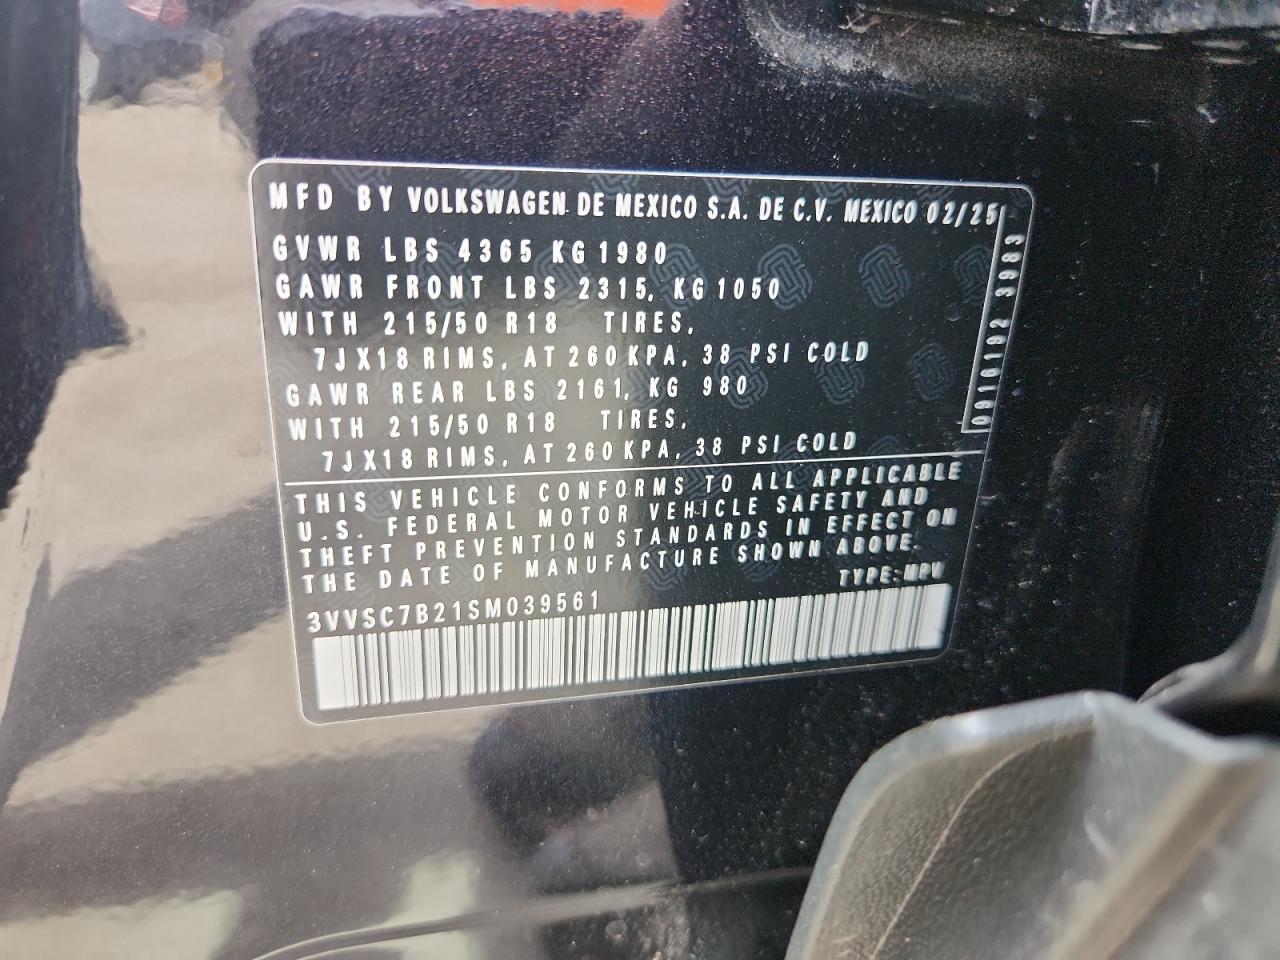 MFD BY VOLKSWAGEN DE MEXICO S.A. DE C.V. MEXICO 02/25
GVWR LBS 4365 KG 1980
GAWR FRONT LBS 2315, KG 1050
WITH 215/50 R18 TIRES,
7JX18 RIMS, AT 260 KPA, 38 PSI COLD
GAWR REAR LBS 2161, KG 980
WITH 215/50 R18 TIRES,
7JX18 RIMS, AT 260 KPA, 38 PSI COLD
0916192 3983
THIS VEHICLE CONFORMS TO ALL APPLICABLE
U.S. FEDERAL MOTOR VEHICLE SAFETY AND
THEFT PREVENTION STANDARDS IN EFFECT ON
THE DATE OF MANUFACTURE SHOWN ABOVE.
TYPE: MPV
3VVSC7B21SM039561